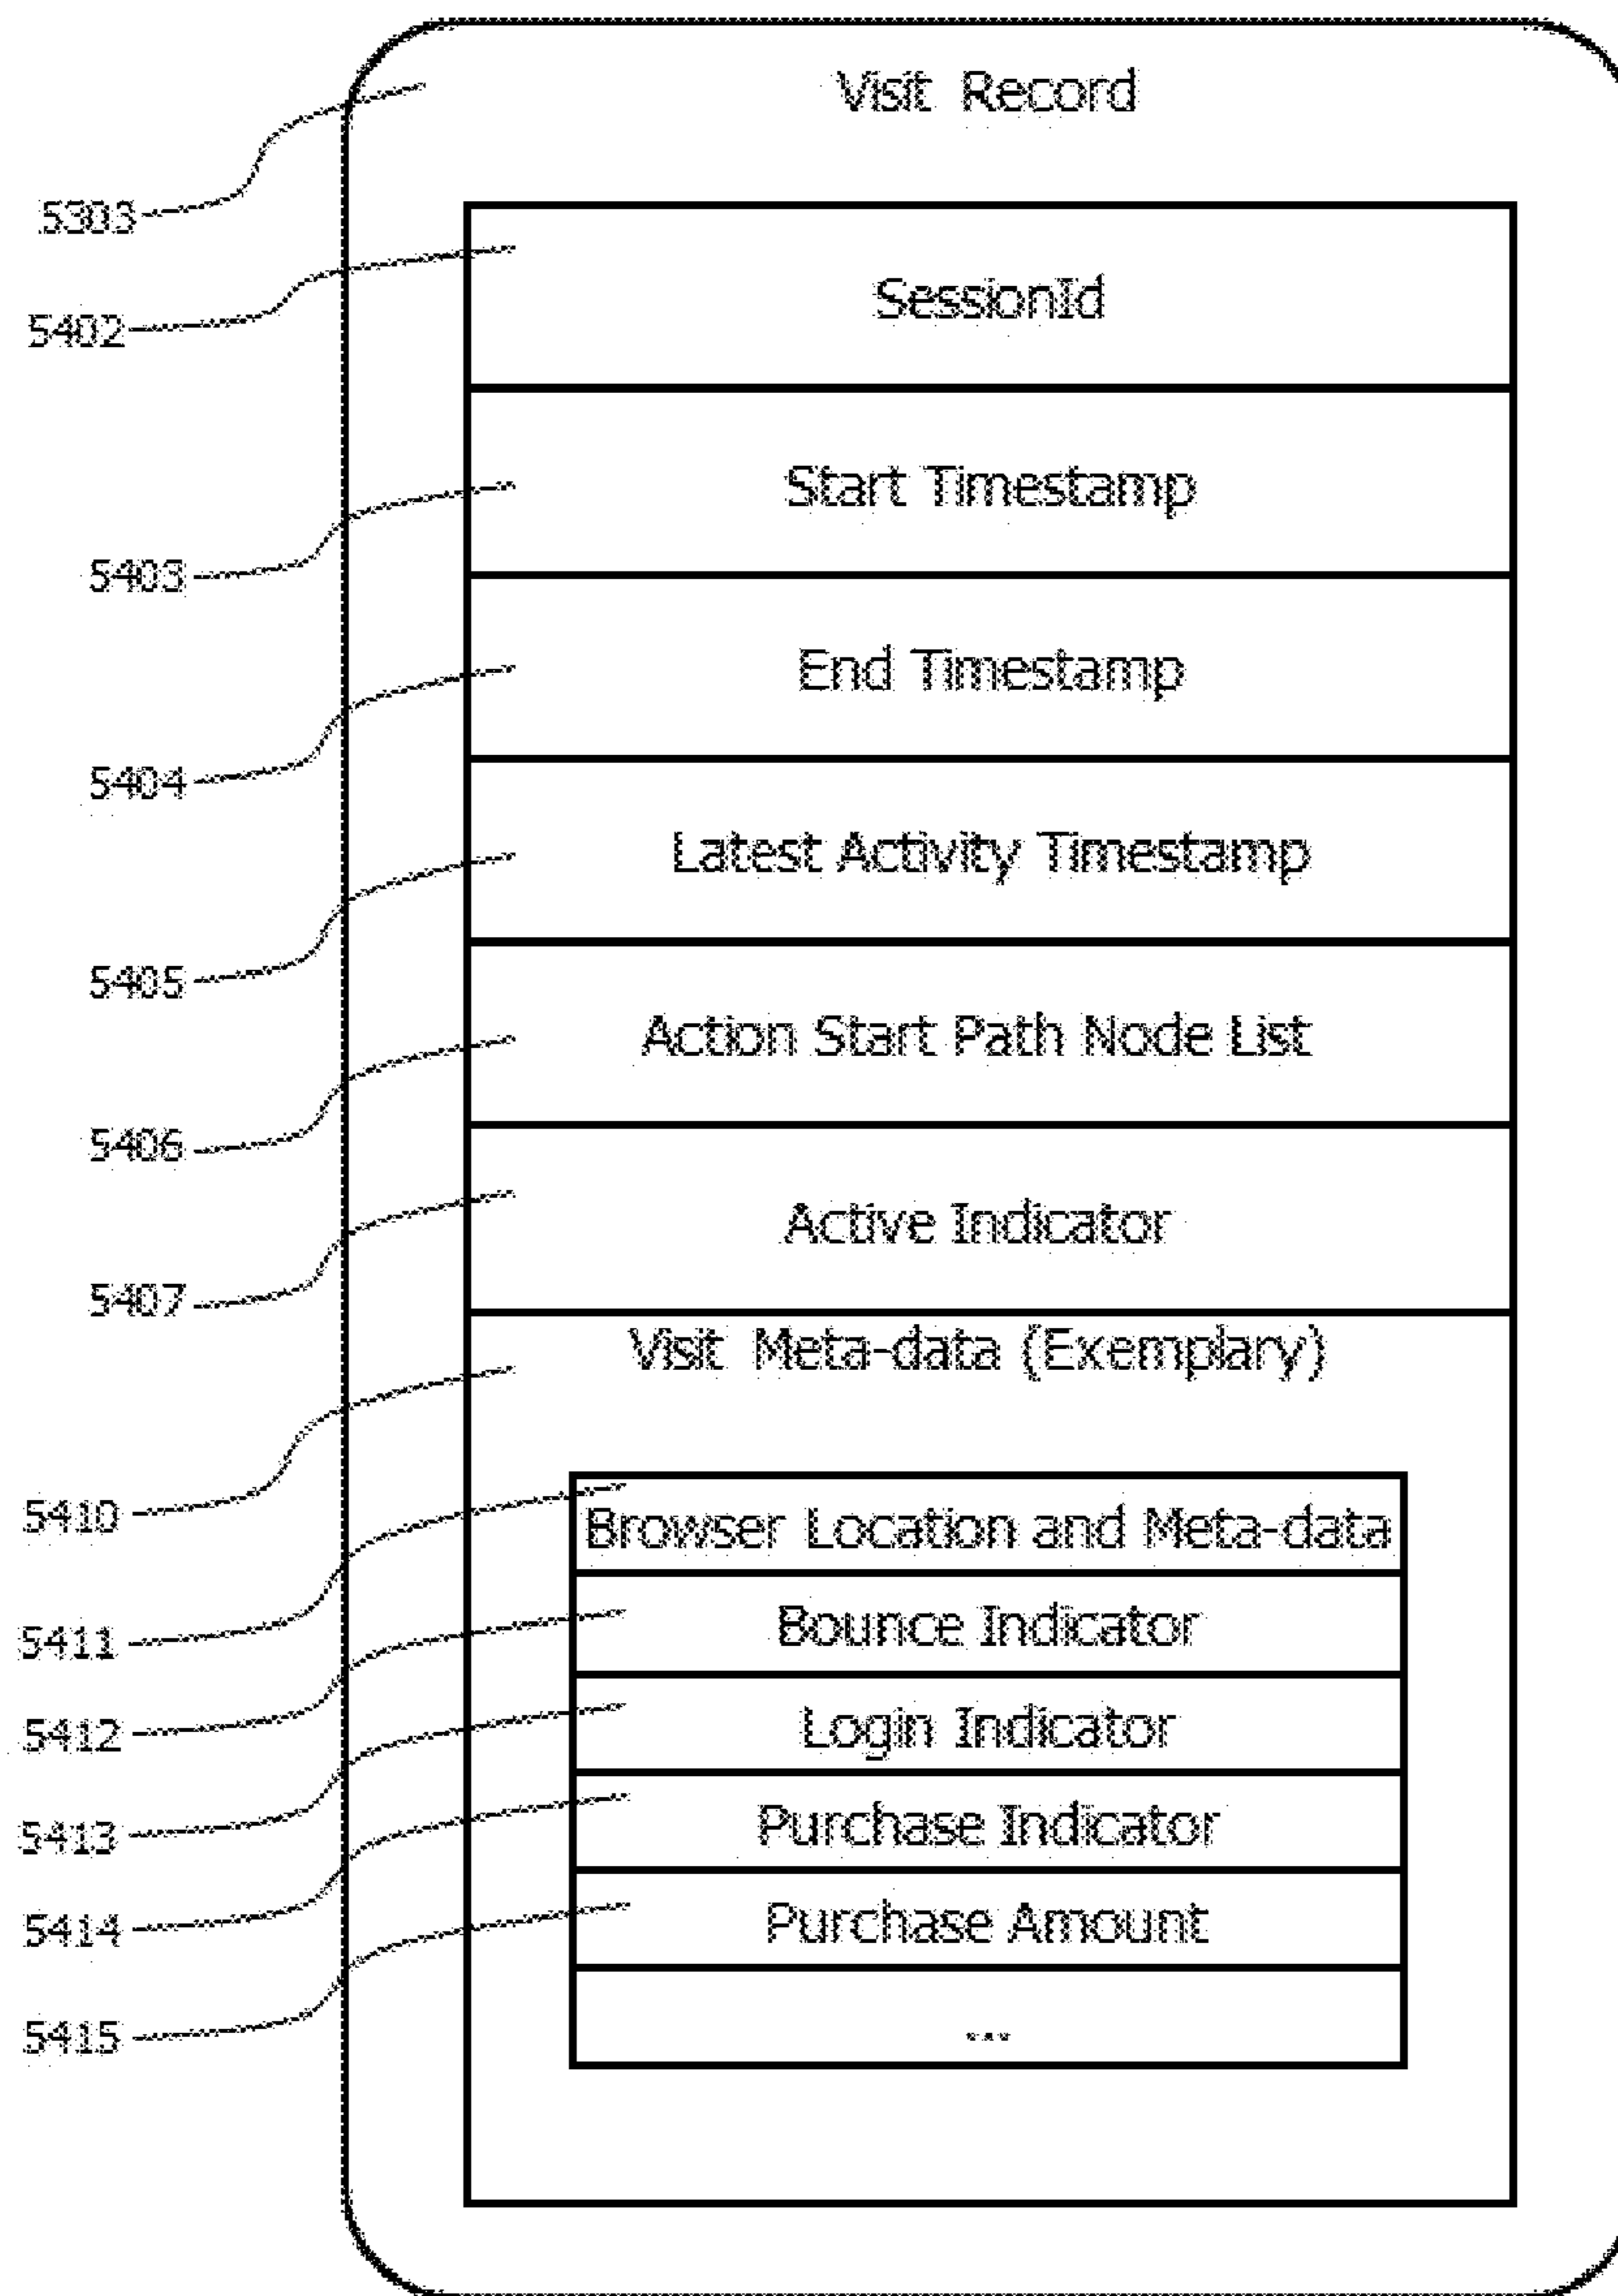 Visit Record
5303
5402
SessionId
Start Timestamp
5403
End Timestamp
5404
Latest Activity Timestamp
5405
Action Start Path Node List
5406
Active Indicator
5407
Visit Meta-data (Exemplary)
5410
Browser Location and Meta-data
5411
Bounce Indicator
5412
Login Indicator
5413
Purchase Indicator
5414
Purchase Amount
5415
...